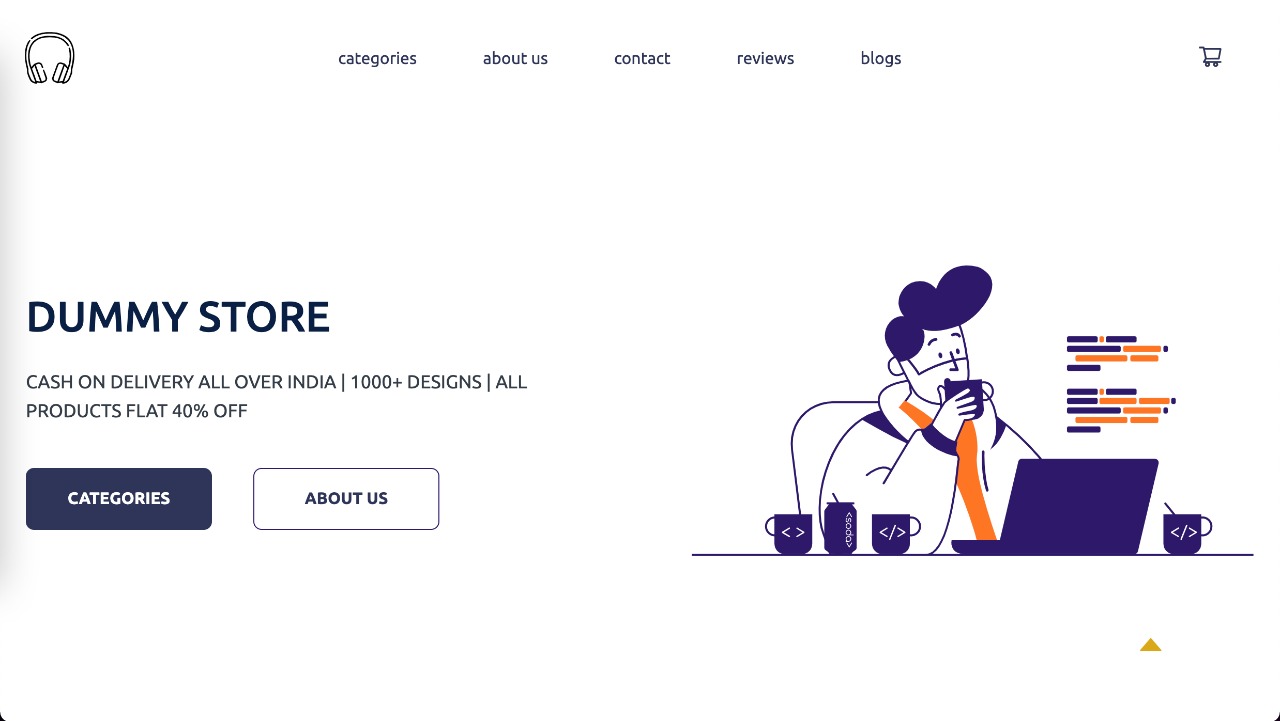 categories
about us
contact
reviews
blogs
DUMMY STORE
CASH ON DELIVERY ALL OVER INDIA | 1000+ DESIGNS | ALL
PRODUCTS FLAT 40% OFF
CATEGORIES
ABOUT US
< >
<soda>
</>
</>